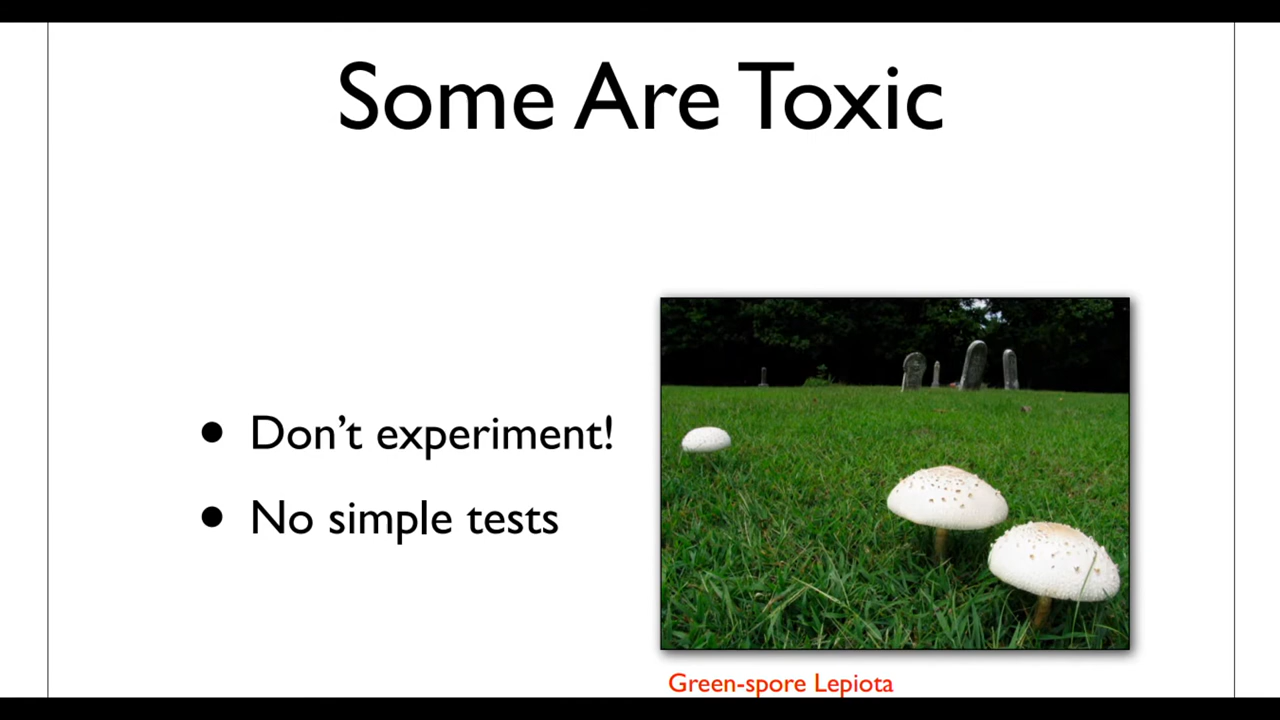 Some Are Toxic
• Don't experiment!
• No simple tests
Green-spore Lepiota